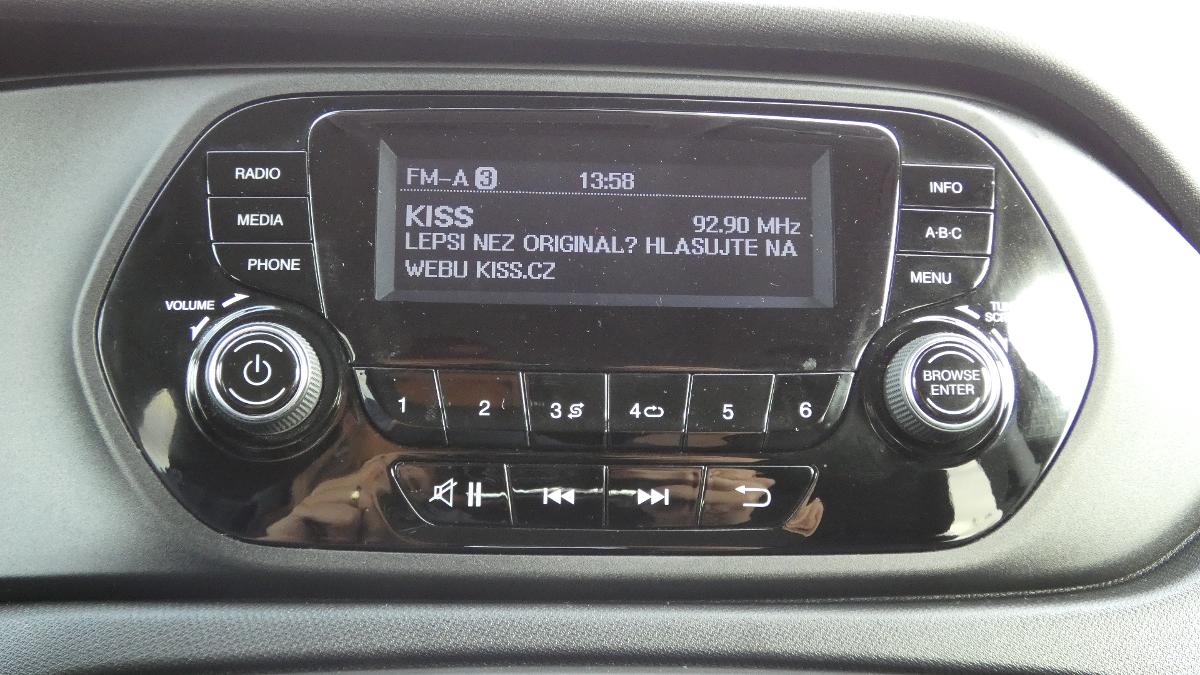 RADIO
MEDIA
PHONE
VOLUME
FM-A 3 13:58
KISS 92.90 MHz
LEPSI NEZ ORIGINAL? HLASUJTE NA
WEBU KISS.CZ
INFO
A·B·C
MENU
BROWSE
ENTER
1 2 3 4 5 6